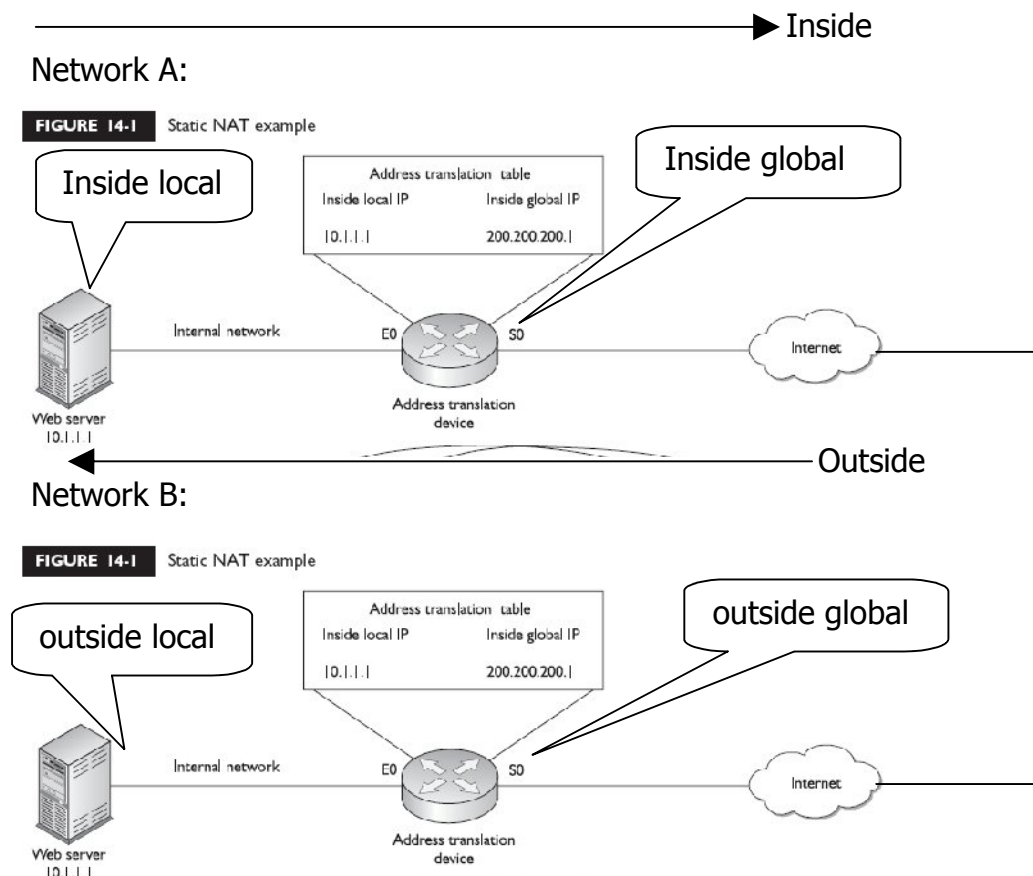 Inside
Network A:
FIGURE 14-1 Static NAT example
Inside local
Inside global
Address translation table
Inside local IP Inside global IP
10.1.1.1 200.200.200.1
Internal network
E0
S0
Internet
Address translation
device
Web server
10.1.1.1
Outside
Network B:
FIGURE 14-1 Static NAT example
outside local
outside global
Address translation table
Inside local IP Inside global IP
10.1.1.1 200.200.200.1
Internal network
E0
S0
Internet
Address translation
device
Web server
10.1.1.1